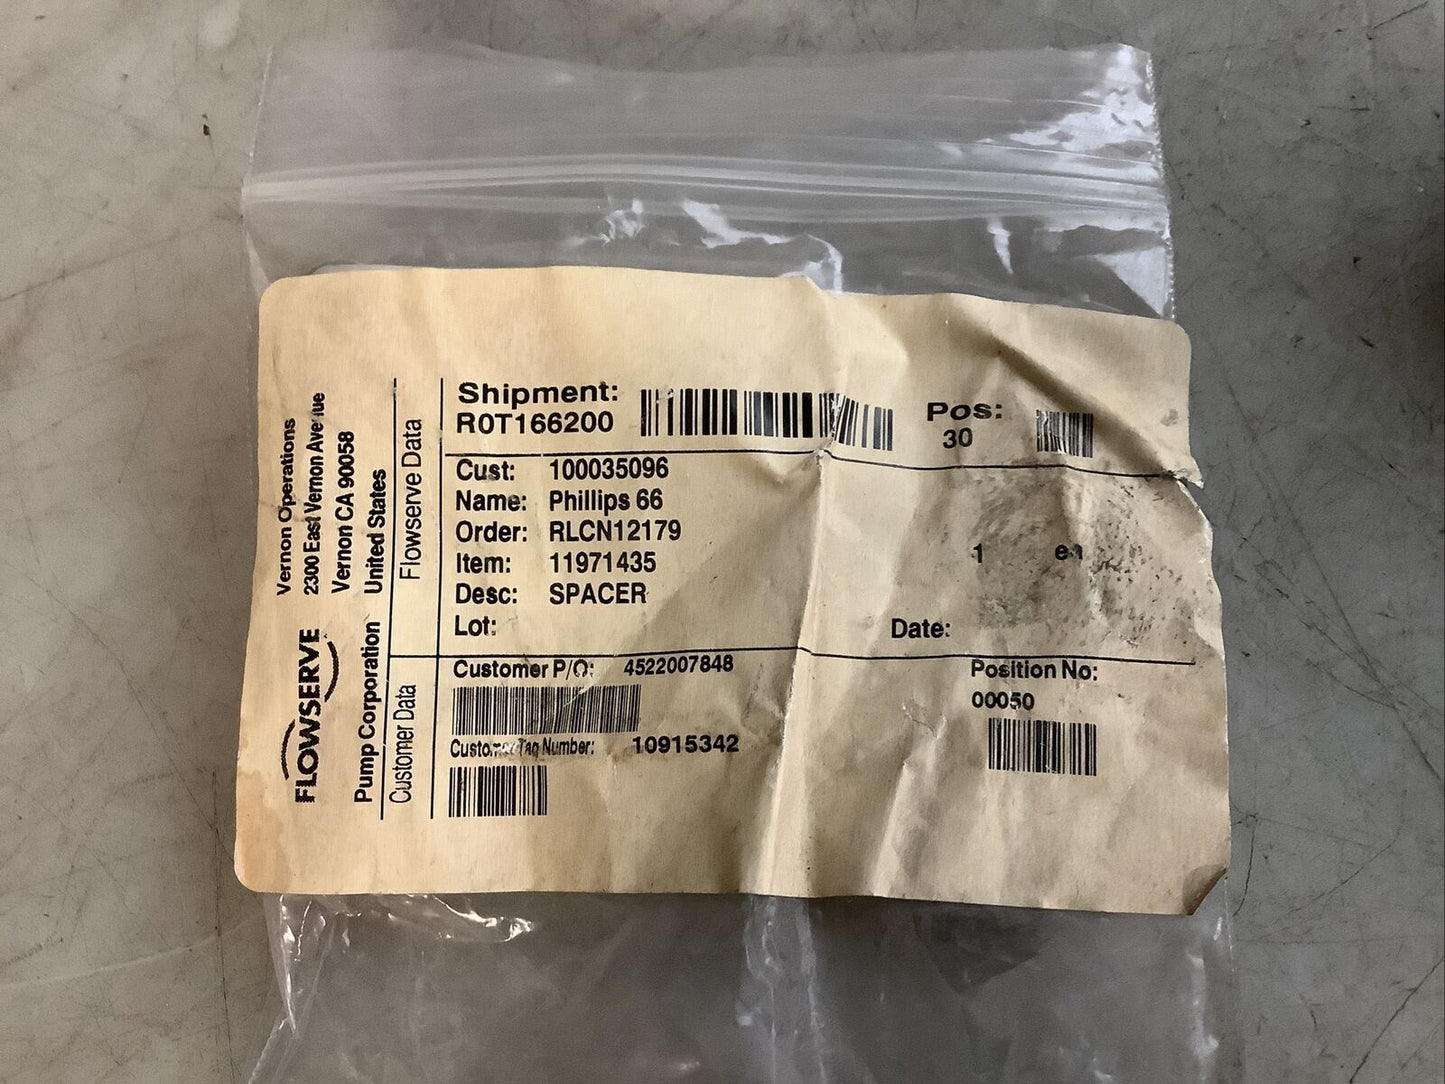 FLOWSERVE
Pump Corporation
Vernon Operations
2300 East Vernon Avenue
Vernon CA 90058
United States
Flowserve Data
Shipment:
R0T166200
Pos:
30
Cust: 100035096
Name: Phillips 66
Order: RLCN12179
Item: 11971435
1 ea
Desc: SPACER
Lot:
Date:
Customer Data
Customer P/O: 4522007848
Position No:
00050
Customer Tag Number: 10915342